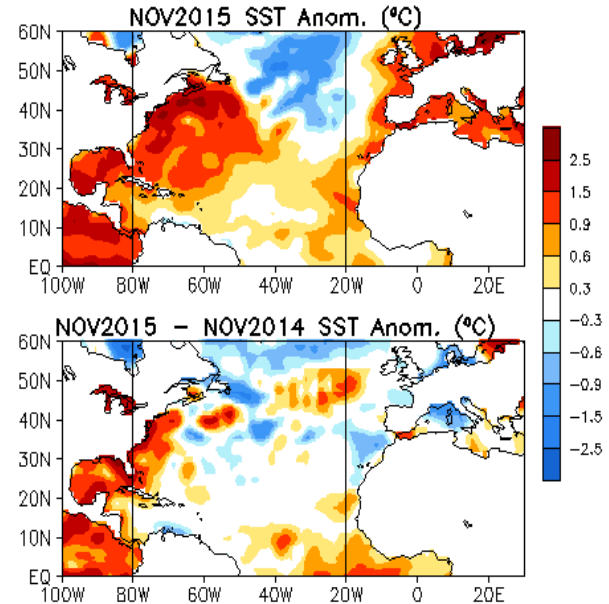 NOV2015 SST Anom. (ºC)
60N
50N
40N
30N
20N
10N
EQ
100W 80W 60W 40W 20W 0 20E
2.5
1.5
0.9
0.6
0.3
-0.3
-0.6
-0.9
-1.5
-2.5
NOV2015 - NOV2014 SST Anom. (ºC)
60N
50N
40N
30N
20N
10N
EQ
100W 80W 60W 40W 20W 0 20E